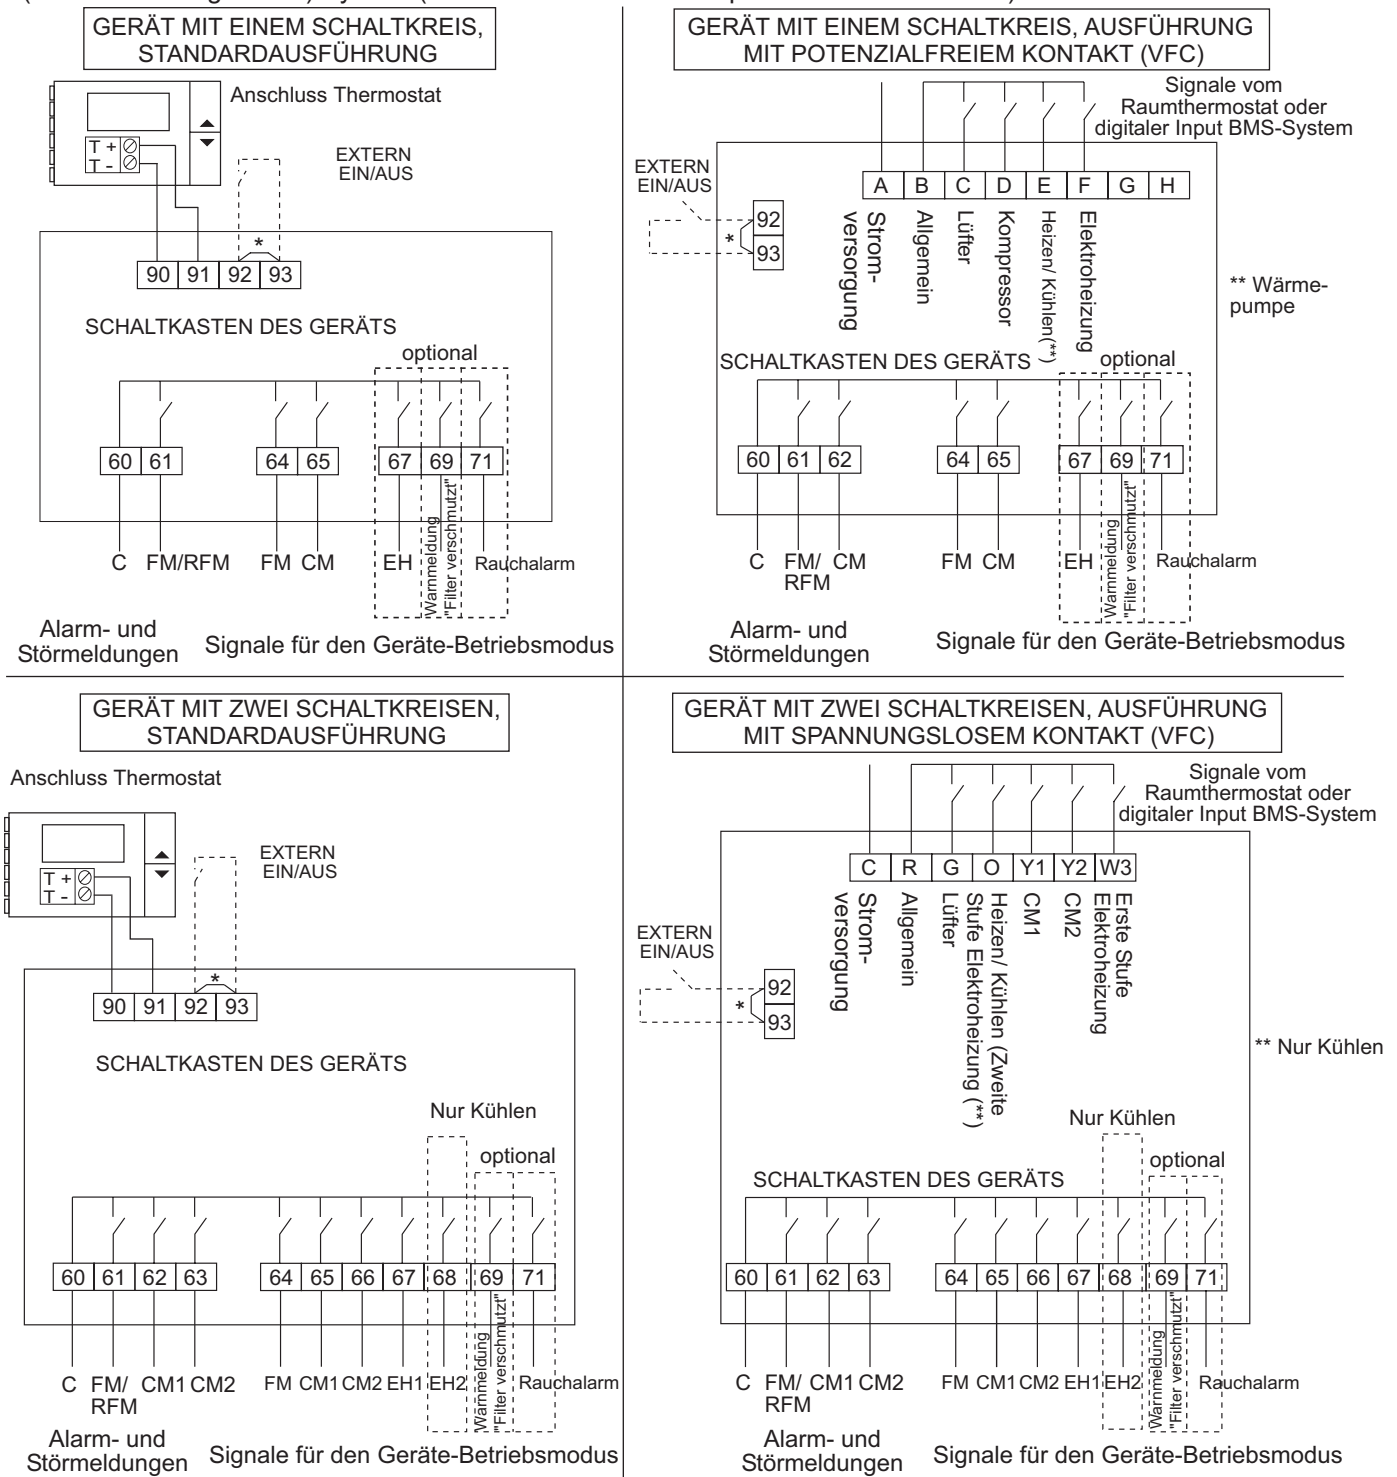 GERÄT MIT EINEM SCHALTKREIS,
STANDARDAUSFÜHRUNG
Anschluss Thermostat
T +
T -
EXTERN
EIN/AUS
*
90 91 92 93
SCHALTKASTEN DES GERÄTS
optional
60 61 64 65 67 69 71
C FM/RFM FM CM EH
Warnmeldung
"Filter verschmutzt"
Rauchalarm
Alarm- und
Störmeldungen
Signale für den Geräte-Betriebsmodus
GERÄT MIT EINEM SCHALTKREIS, AUSFÜHRUNG
MIT POTENZIALFREIEM KONTAKT (VFC)
Signale vom
Raumthermostat oder
digitaler Input BMS-System
EXTERN
EIN/AUS
*
92
93
A B C D E F G H
Strom-
versorgung
Allgemein
Lüfter
Kompressor
Heizen/ Kühlen(**)
Elektroheizung
** Wärme-
pumpe
SCHALTKASTEN DES GERÄTS
optional
60 61 62 64 65 67 69 71
C FM/
RFM
CM FM CM EH
Warnmeldung
"Filter verschmutzt"
Rauchalarm
Alarm- und
Störmeldungen
Signale für den Geräte-Betriebsmodus
GERÄT MIT ZWEI SCHALTKREISEN,
STANDARDAUSFÜHRUNG
Anschluss Thermostat
T +
T -
EXTERN
EIN/AUS
*
90 91 92 93
SCHALTKASTEN DES GERÄTS
Nur Kühlen
optional
60 61 62 63 64 65 66 67 68 69 71
C FM/
RFM
CM1 CM2 FM CM1 CM2 EH1 EH2
Warnmeldung
"Filter verschmutzt"
Rauchalarm
Alarm- und
Störmeldungen
Signale für den Geräte-Betriebsmodus
GERÄT MIT ZWEI SCHALTKREISEN, AUSFÜHRUNG
MIT SPANNUNGSLOSEM KONTAKT (VFC)
Signale vom
Raumthermostat oder
digitaler Input BMS-System
EXTERN
EIN/AUS
*
92
93
C R G O Y1 Y2 W3
Strom-
versorgung
Allgemein
Lüfter
Heizen/ Kühlen (Zweite
Stufe Elektroheizung (**)
CM1
CM2
Erste Stufe
Elektroheizung
** Nur Kühlen
Nur Kühlen
optional
SCHALTKASTEN DES GERÄTS
60 61 62 63 64 65 66 67 68 69 71
C FM/
RFM
CM1 CM2 FM CM1 CM2 EH1 EH2
Warnmeldung
"Filter verschmutzt"
Rauchalarm
Alarm- und
Störmeldungen
Signale für den Geräte-Betriebsmodus